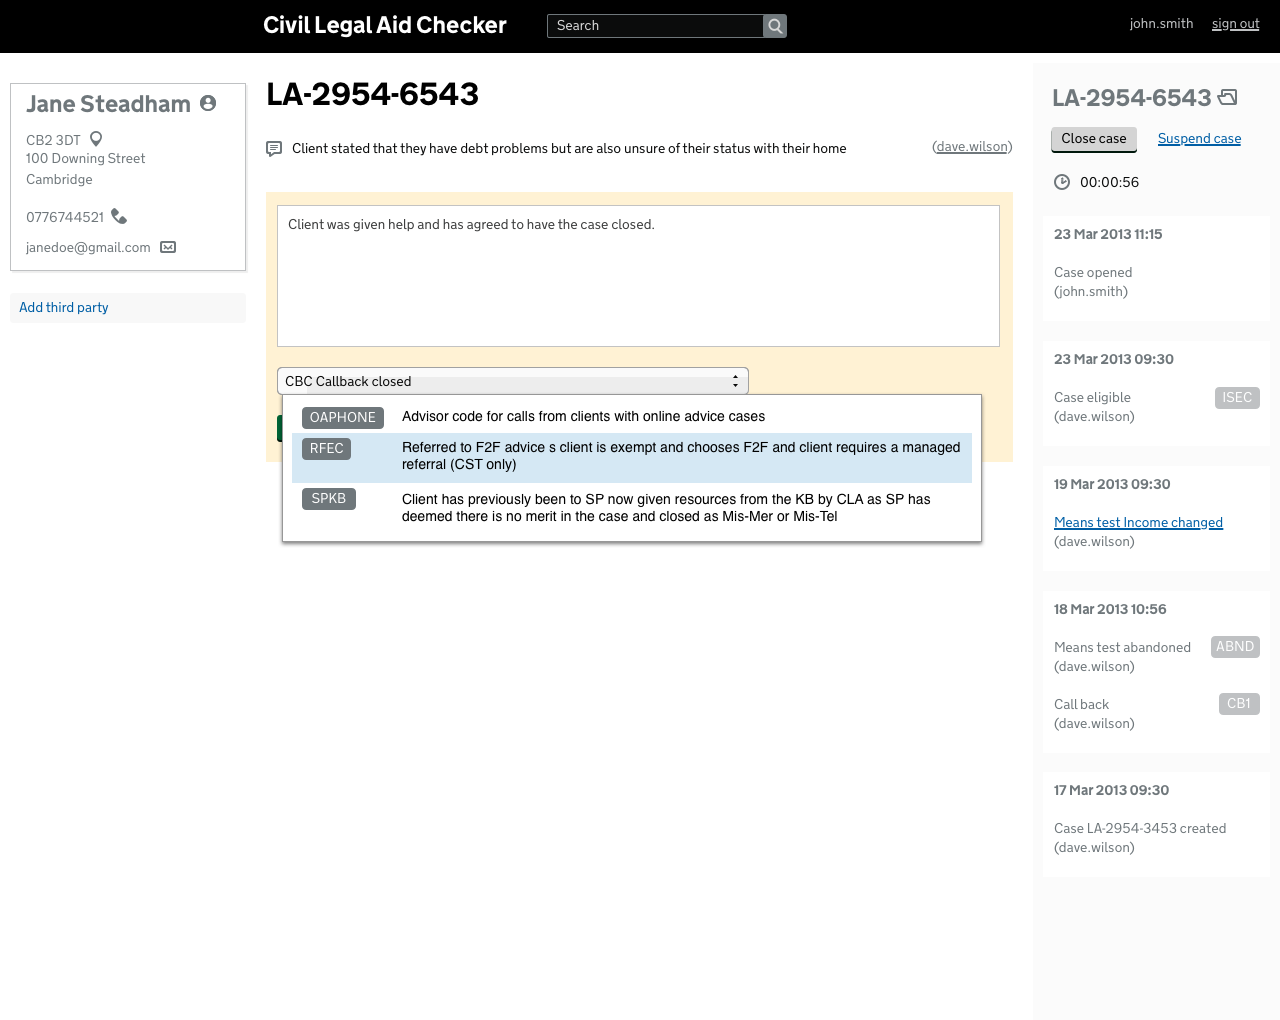 Civil Legal Aid Checker
Search
john.smith
sign out
Jane Steadham
CB2 3DT
100 Downing Street
Cambridge
0776744521
janedoe@gmail.com
Add third party
LA-2954-6543
Client stated that they have debt problems but are also unsure of their status with their home
(dave.wilson)
Client was given help and has agreed to have the case closed.
CBC Callback closed
OAPHONE
Advisor code for calls from clients with online advice cases
RFEC
Referred to F2F advice s client is exempt and chooses F2F and client requires a managed
referral (CST only)
SPKB
Client has previously been to SP now given resources from the KB by CLA as SP has
deemed there is no merit in the case and closed as Mis-Mer or Mis-Tel
LA-2954-6543
Close case
Suspend case
00:00:56
23 Mar 2013 11:15
Case opened
(john.smith)
23 Mar 2013 09:30
Case eligible
ISEC
(dave.wilson)
19 Mar 2013 09:30
Means test Income changed
(dave.wilson)
18 Mar 2013 10:56
Means test abandoned
ABND
(dave.wilson)
Call back
CB1
(dave.wilson)
17 Mar 2013 09:30
Case LA-2954-3453 created
(dave.wilson)